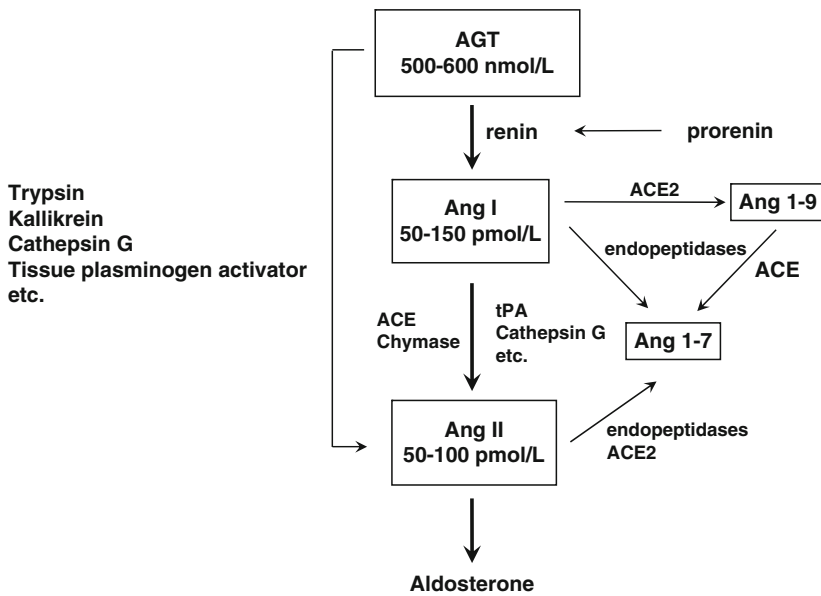 AGT
500-600 nmol/L
renin
prorenin
Trypsin
Kallikrein
Cathepsin G
Tissue plasminogen activator
etc.
Ang I
50-150 pmol/L
ACE2
Ang 1-9
endopeptidases
ACE
ACE
Chymase
tPA
Cathepsin G
etc.
Ang 1-7
Ang II
50-100 pmol/L
endopeptidases
ACE2
Aldosterone